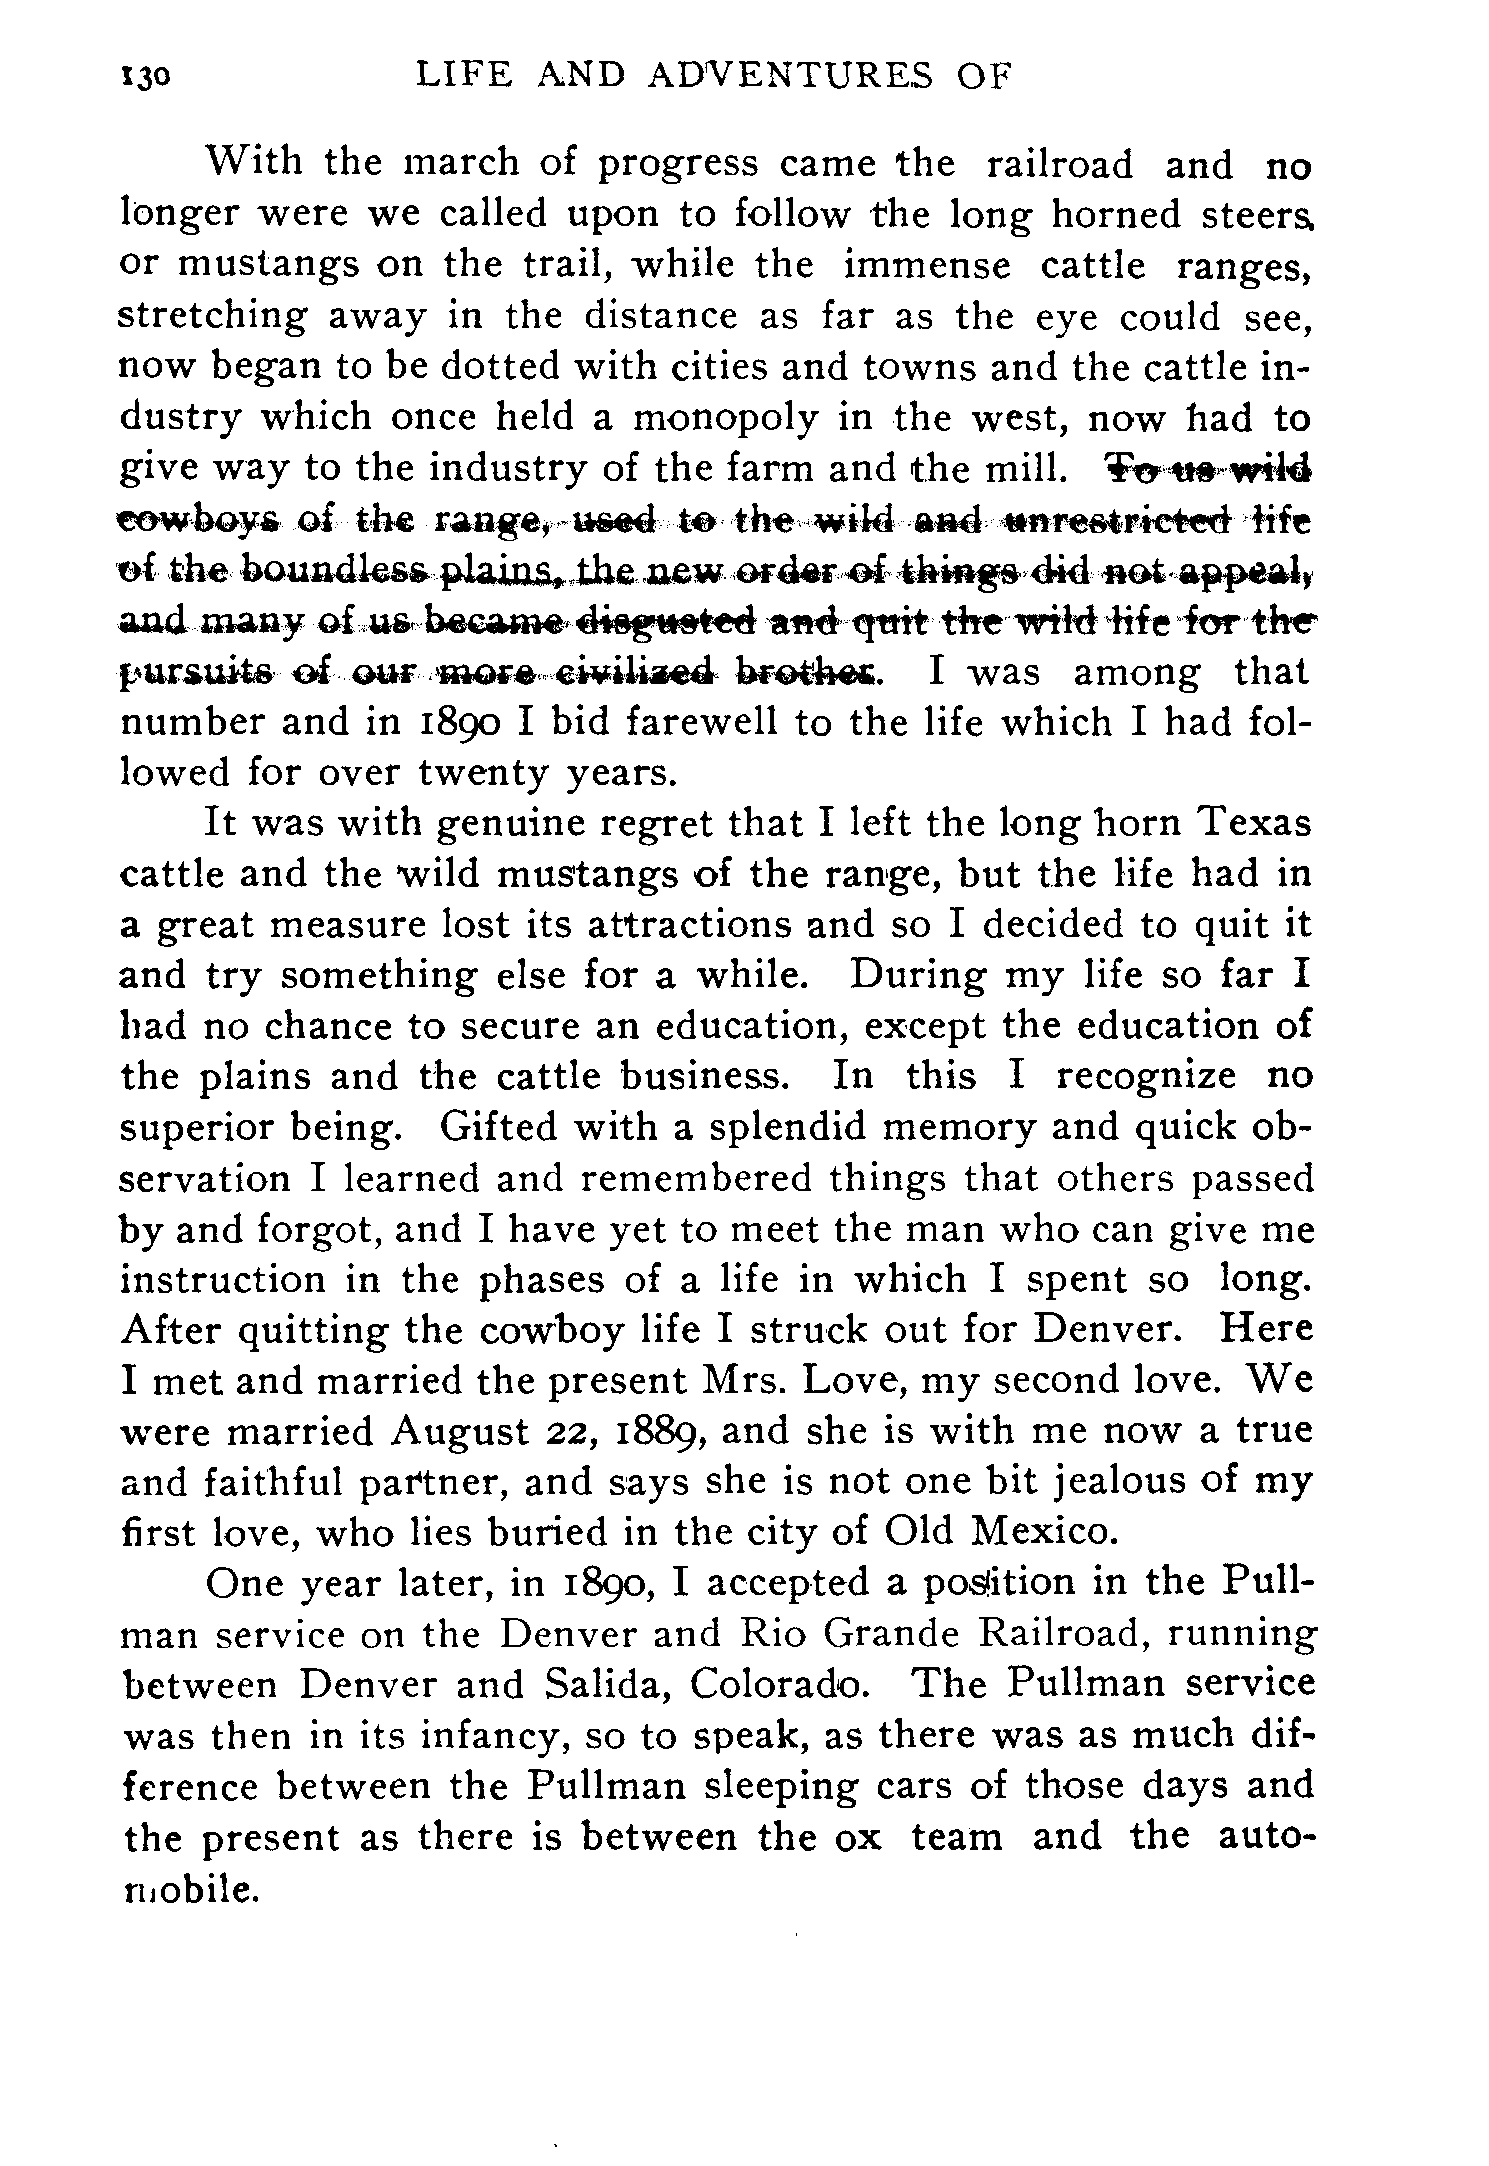 130 LIFE AND ADVENTURES OF
With the march of progress came the railroad and no
longer were we called upon to follow the long horned steers,
or mustangs on the trail, while the immense cattle ranges,
stretching away in the distance as far as the eye could see,
now began to be dotted with cities and towns and the cattle in-
dustry which once held a monopoly in the west, now had to
give way to the industry of the farm and the mill. To us wild
cowboys of the range, used to the wild and unrestricted life
of the boundless plains, the new order of things did not appeal,
and many of us became disgusted and quit the wild life for the
pursuits of our more civilized brother. I was among that
number and in 1890 I bid farewell to the life which I had fol-
lowed for over twenty years.
It was with genuine regret that I left the long horn Texas
cattle and the wild mustangs of the range, but the life had in
a great measure lost its attractions and so I decided to quit it
and try something else for a while. During my life so far I
had no chance to secure an education, except the education of
the plains and the cattle business. In this I recognize no
superior being. Gifted with a splendid memory and quick ob-
servation I learned and remembered things that others passed
by and forgot, and I have yet to meet the man who can give me
instruction in the phases of a life in which I spent so long.
After quitting the cowboy life I struck out for Denver. Here
I met and married the present Mrs. Love, my second love. We
were married August 22, 1889, and she is with me now a true
and faithful partner, and says she is not one bit jealous of my
first love, who lies buried in the city of Old Mexico.
One year later, in 1890, I accepted a position in the Pull-
man service on the Denver and Rio Grande Railroad, running
between Denver and Salida, Colorado. The Pullman service
was then in its infancy, so to speak, as there was as much dif-
ference between the Pullman sleeping cars of those days and
the present as there is between the ox team and the auto-
mobile.